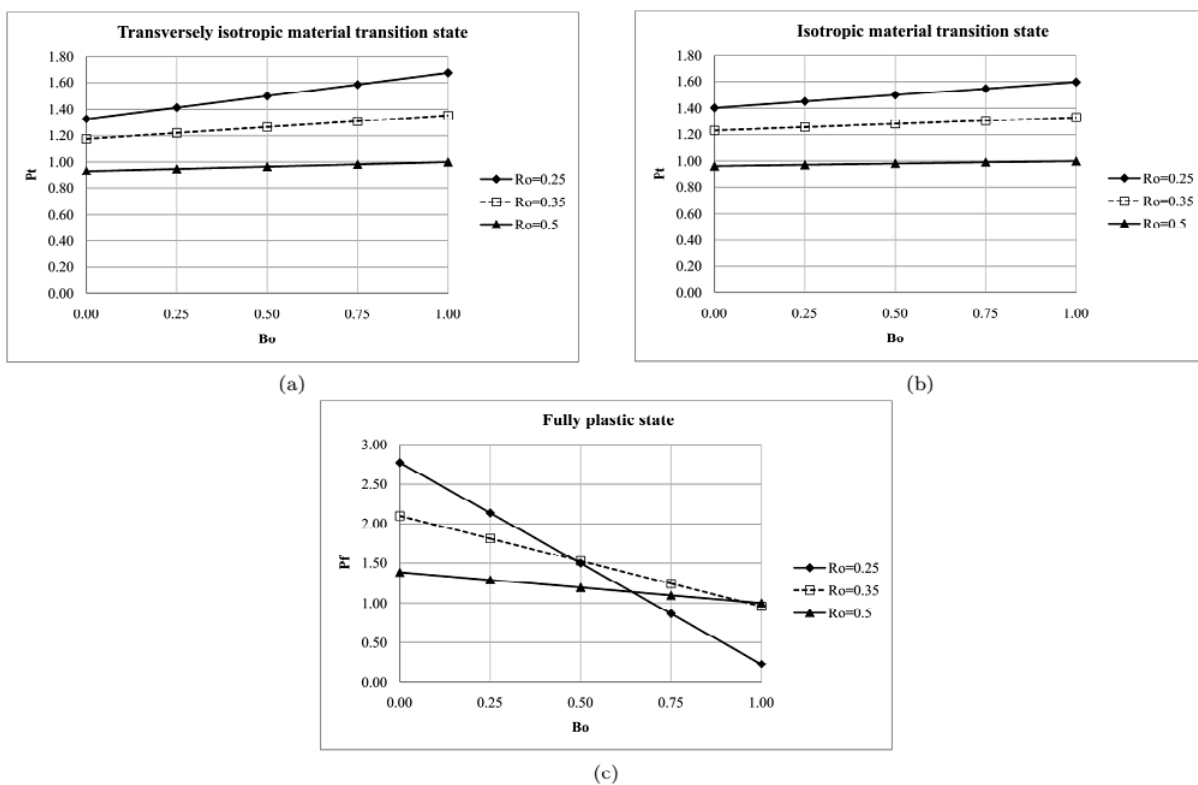 Transversely isotropic material transition state
1.80
1.60
1.40
1.20
1.00
0.80
0.60
0.40
0.20
0.00
Pt
0.00 0.25 0.50 0.75 1.00
Bo
Ro=0.25
Ro=0.35
Ro=0.5
(a)
Isotropic material transition state
1.80
1.60
1.40
1.20
1.00
0.80
0.60
0.40
0.20
0.00
Pt
0.00 0.25 0.50 0.75 1.00
Bo
Ro=0.25
Ro=0.35
Ro=0.5
(b)
Fully plastic state
3.00
2.50
2.00
1.50
1.00
0.50
0.00
Pf
0.00 0.25 0.50 0.75 1.00
Bo
Ro=0.25
Ro=0.35
Ro=0.5
(c)